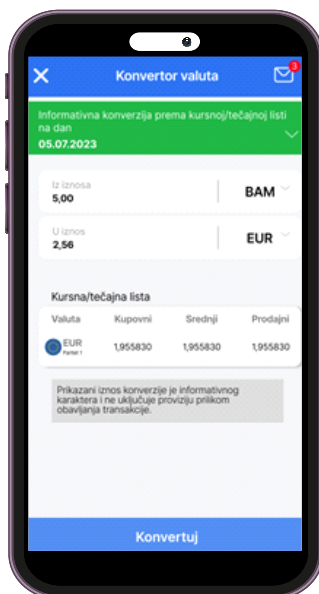 Konvertor valuta
3
Informativna konverzija prema kursnoj/tečajnoj listi
na dan
05.07.2023
Iz iznosa
5,00
BAM
U iznos
2,56
EUR
Kursna/tečajna lista
Valuta Kupovni Srednji Prodajni
EUR 1,955830 1,955830 1,955830
Paritet 1
Prikazani iznos konverzije je informativnog
karaktera i ne uključuje proviziju prilikom
obavljanja transakcije.
Konvertuj